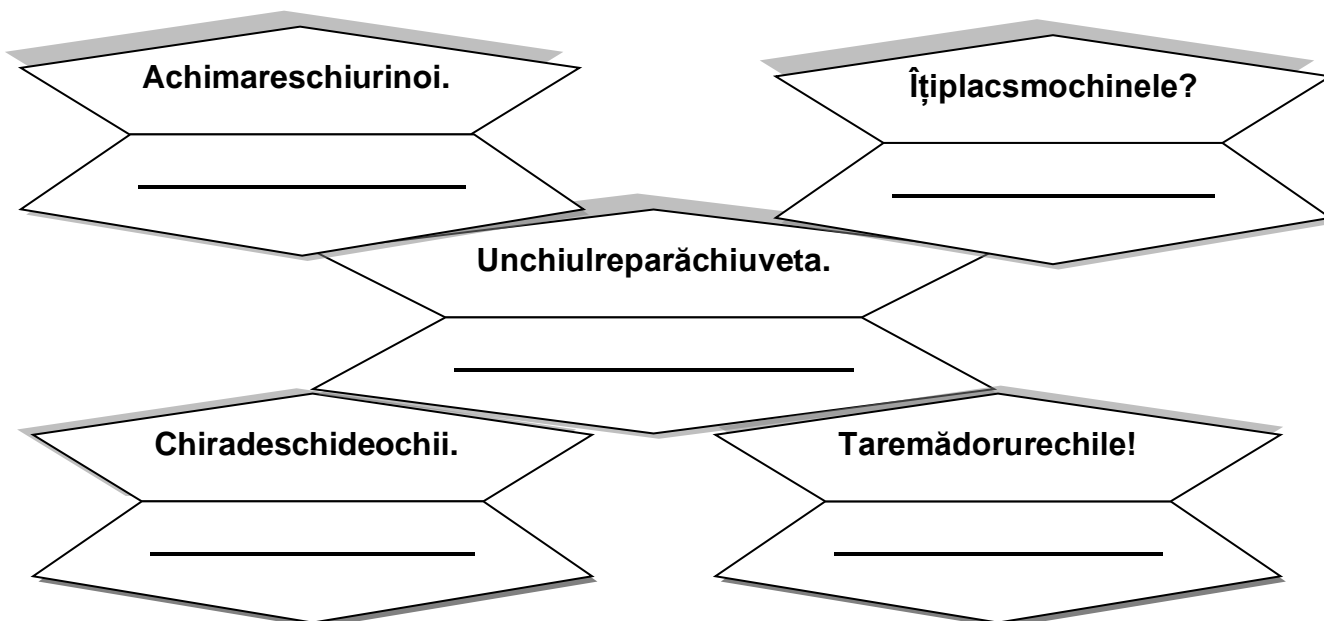 Achimareschiurinoi.
Îțiplacsmochinele?
Unchiulreparăchiuveta.
Chiradeschideochii.
Taremădorurechile!